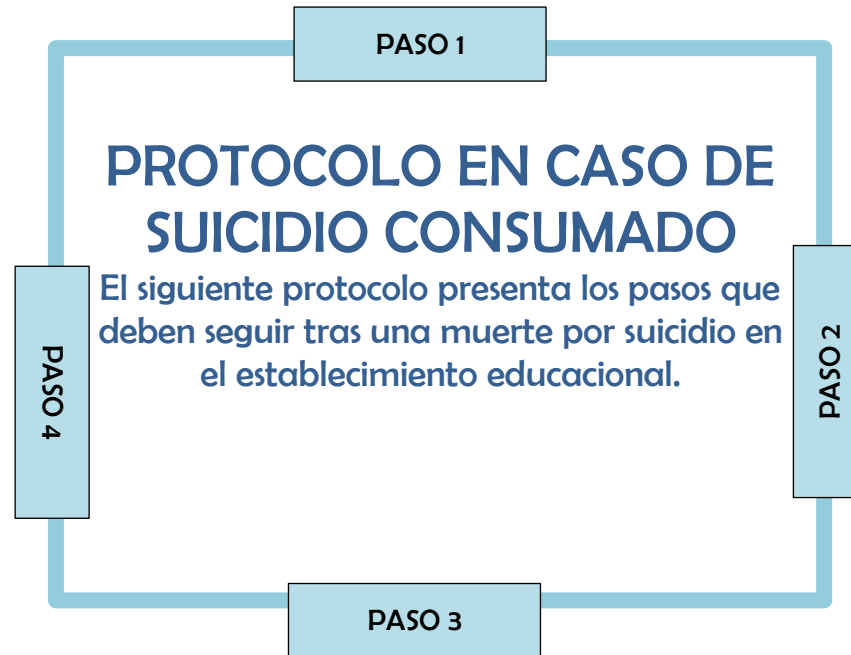 PASO 1
PROTOCOLO EN CASO DE
SUICIDIO CONSUMADO
El siguiente protocolo presenta los pasos que
deben seguir tras una muerte por suicidio en
el establecimiento educacional.
PASO 2
PASO 4
PASO 3